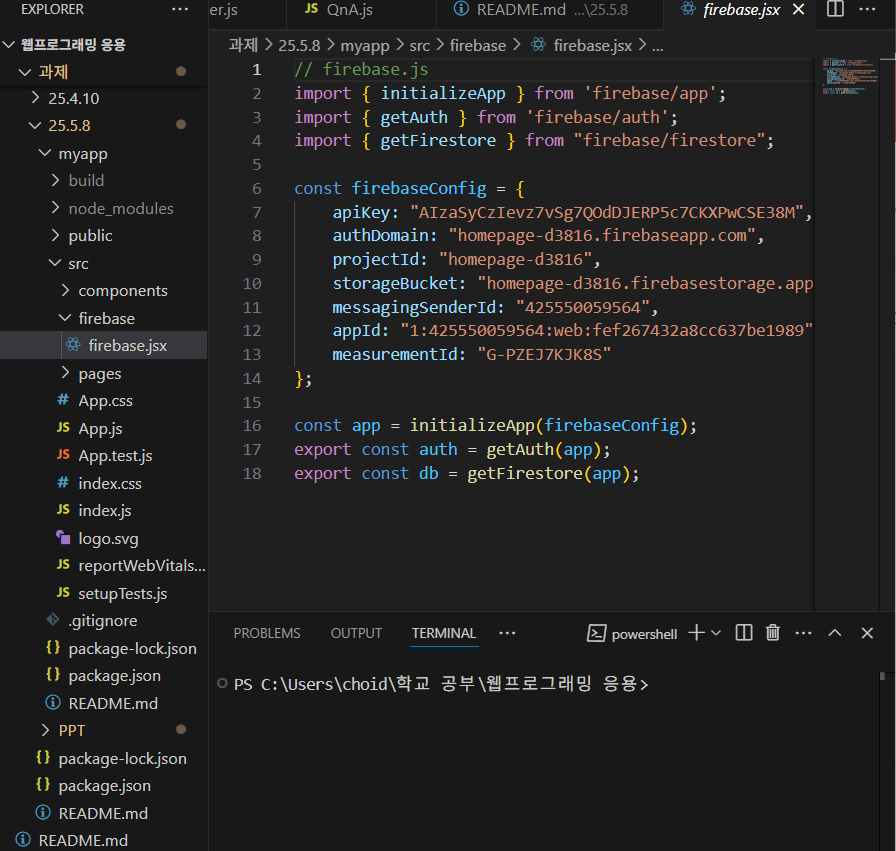 EXPLORER ···
er.js JS QnA.js README.md ...\25.5.8 firebase.jsx ···
웹프로그래밍 응용
과제
25.4.10
25.5.8
myapp
build
node_modules
public
src
components
firebase
firebase.jsx
pages
# App.css
JS App.js
JS App.test.js
# index.css
JS index.js
logo.svg
JS reportWebVitals...
JS setupTests.js
.gitignore
{} package-lock.json
{} package.json
README.md
PPT
{} package-lock.json
{} package.json
README.md
README.md
과제 > 25.5.8 > myapp > src > firebase > firebase.jsx > ...
1 // firebase.js
2 import { initializeApp } from 'firebase/app';
3 import { getAuth } from 'firebase/auth';
4 import { getFirestore } from "firebase/firestore";
5
6 const firebaseConfig = {
7 apiKey: "AIzaSyCzIevz7vSg7QOdDJERP5c7CKXPwCSE38M",
8 authDomain: "homepage-d3816.firebaseapp.com",
9 projectId: "homepage-d3816",
10 storageBucket: "homepage-d3816.firebasestorage.app
11 messagingSenderId: "425550059564",
12 appId: "1:425550059564:web:fef267432a8cc637be1989"
13 measurementId: "G-PZEJ7KJK8S"
14 };
15
16 const app = initializeApp(firebaseConfig);
17 export const auth = getAuth(app);
18 export const db = getFirestore(app);
PROBLEMS OUTPUT TERMINAL ··· powershell ···
PS C:\Users\choid\학교 공부\웹프로그래밍 응용>